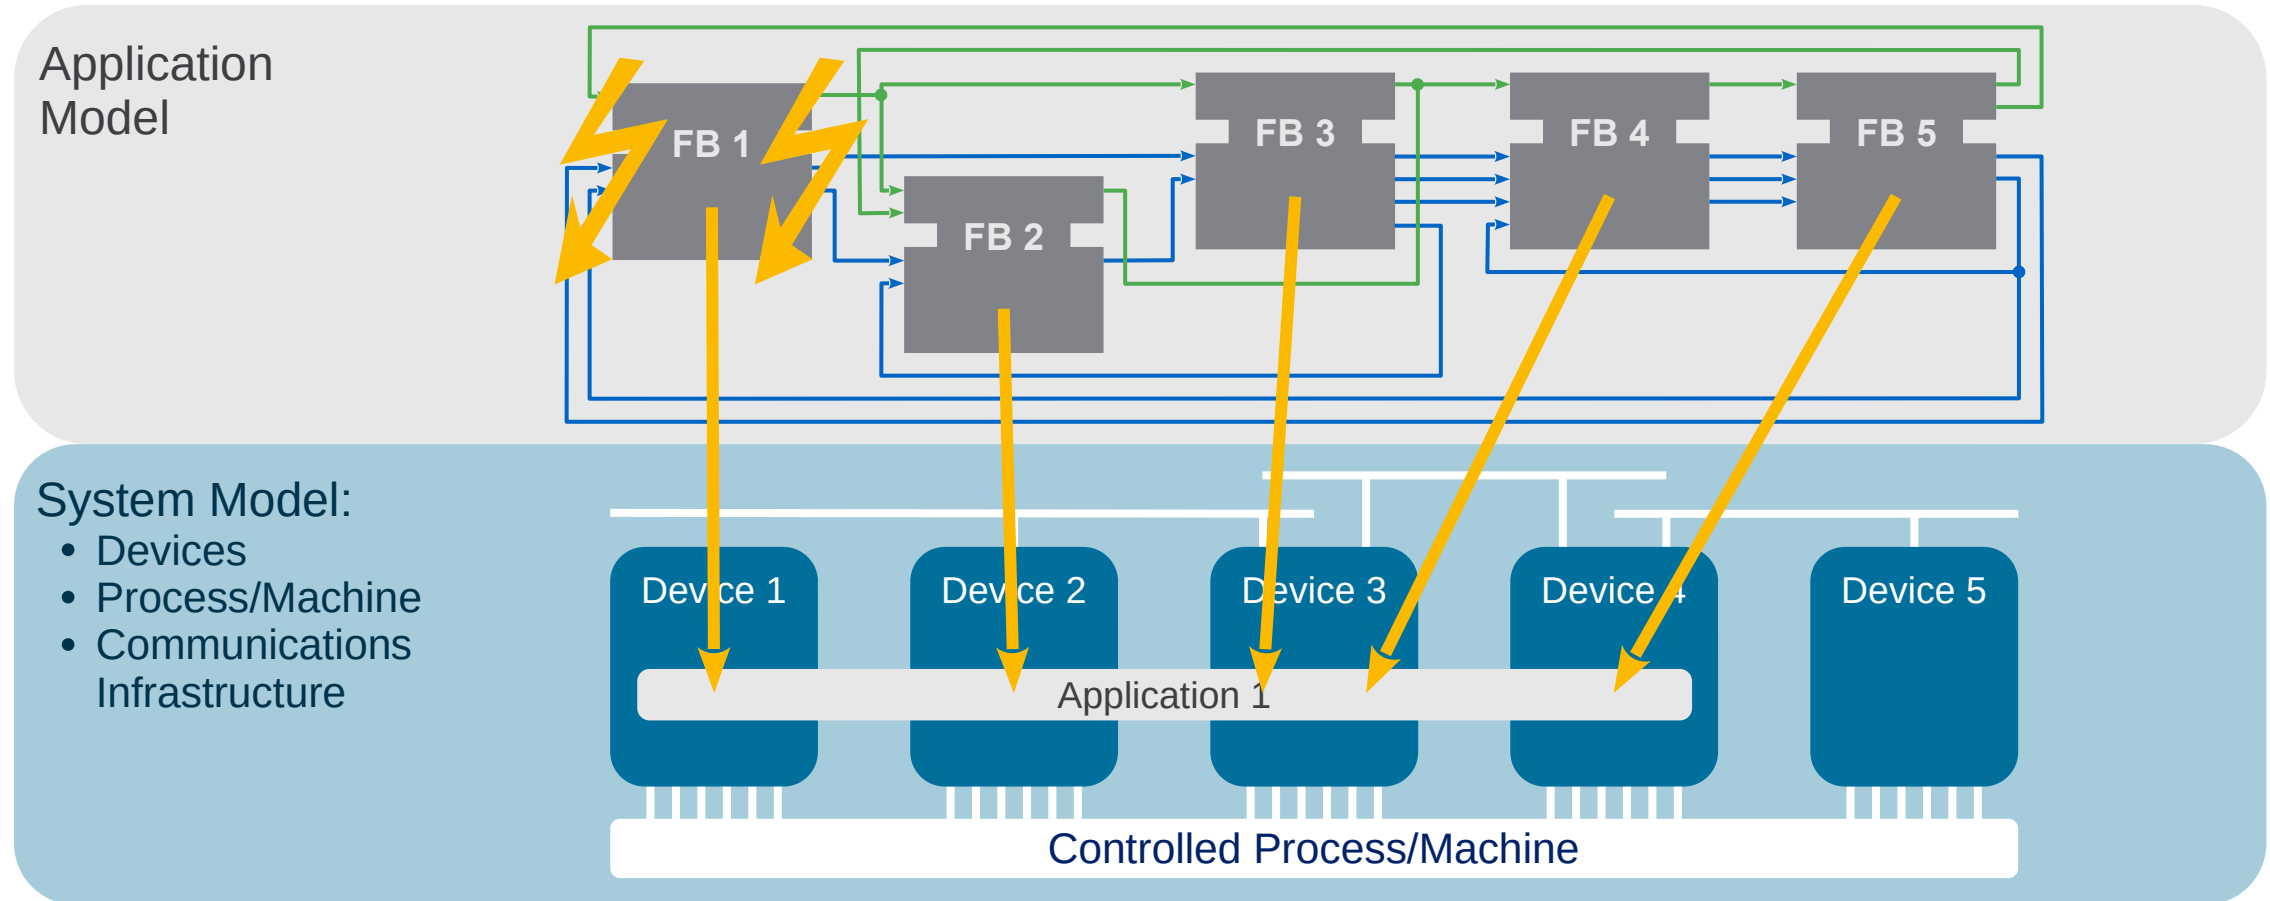 Application
Model
FB 1
FB 2
FB 3
FB 4
FB 5
System Model:
• Devices
• Process/Machine
• Communications
Infrastructure
Device 1
Device 2
Device 3
Device 4
Device 5
Application 1
Controlled Process/Machine